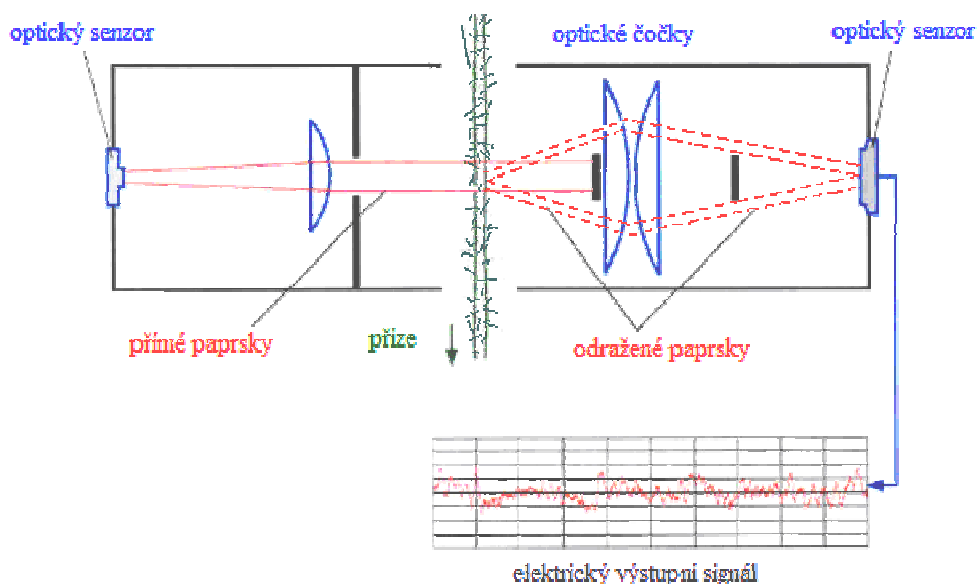 optický senzor
optické čočky
optický senzor
přímé paprsky
příze
odražené paprsky
elektrický výstupní signál